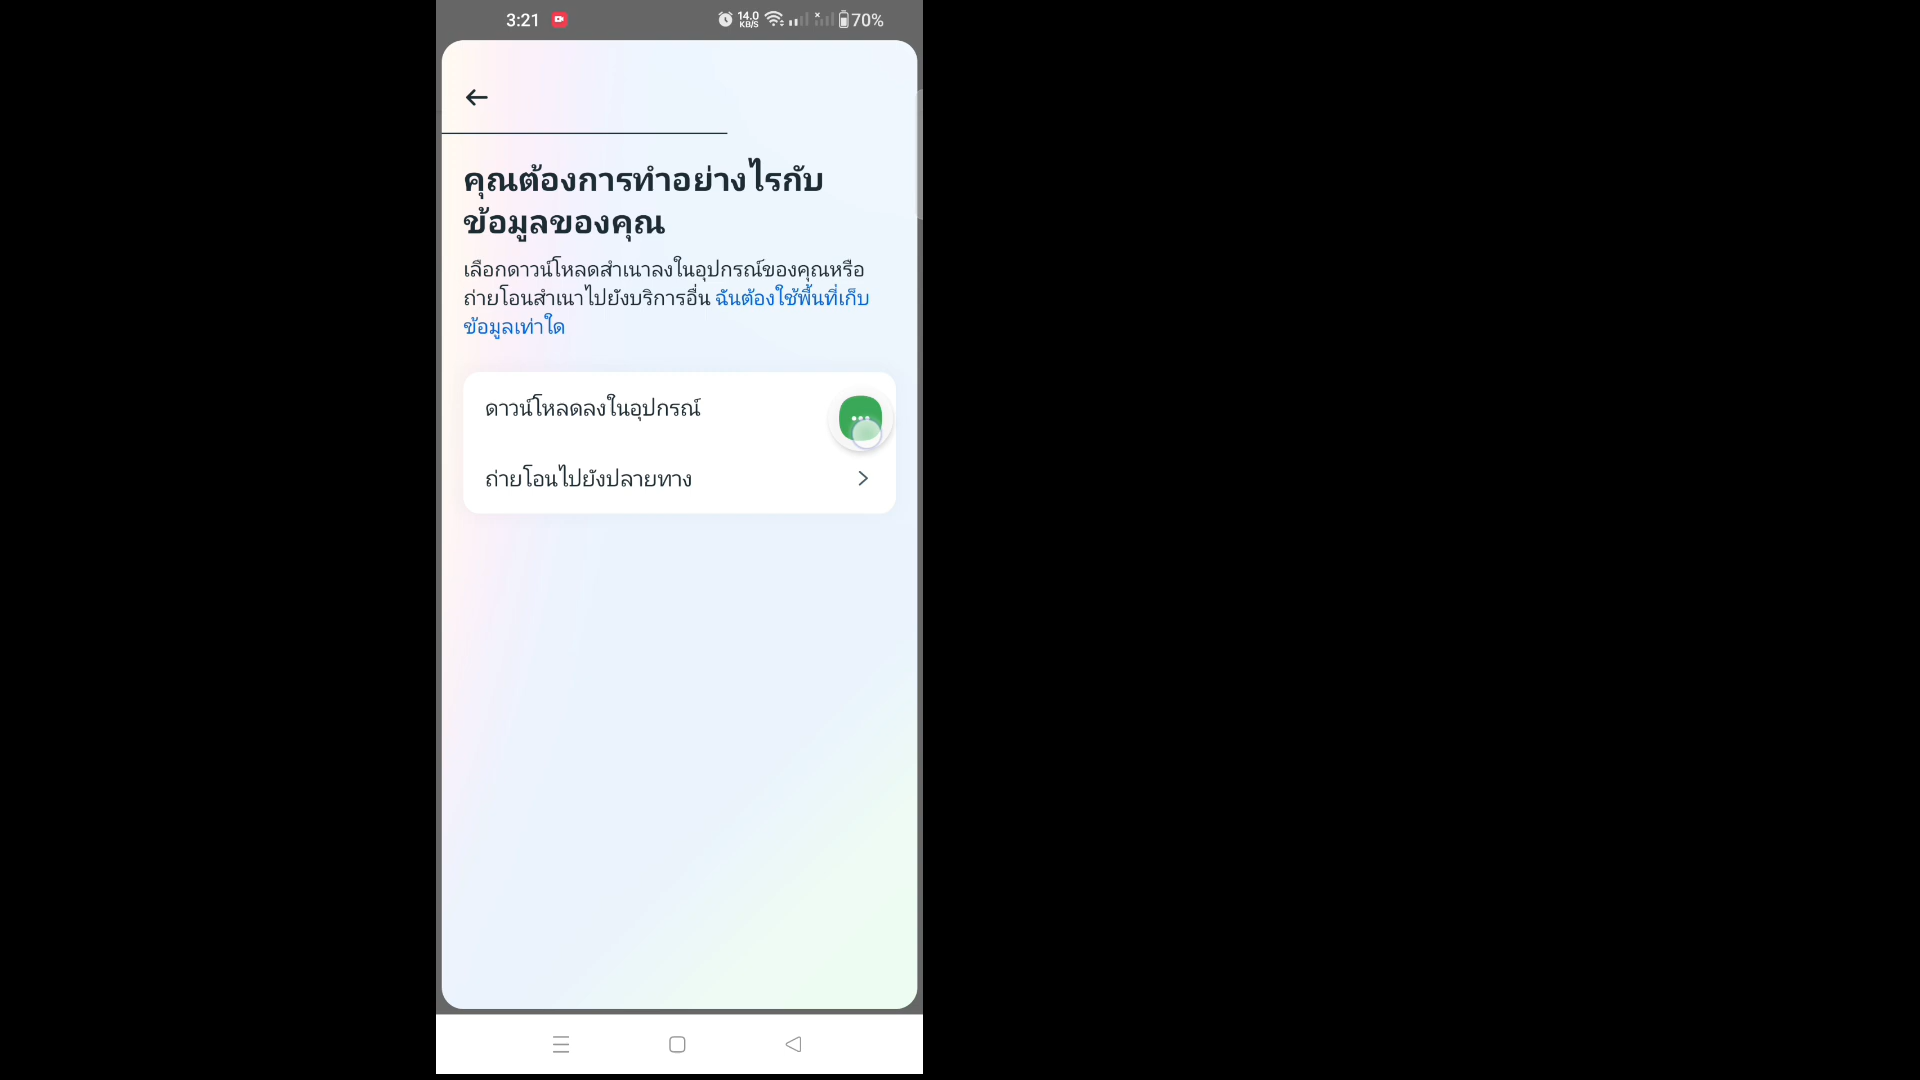 3:21 14.0 KB/S 70%
คุณต้องการทำอย่างไรกับ
ข้อมูลของคุณ
เลือกดาวน์โหลดสำเนาลงในอุปกรณ์ของคุณหรือ
ถ่ายโอนสำเนาไปยังบริการอื่น ฉันต้องใช้พื้นที่เก็บ
ข้อมูลเท่าใด
ดาวน์โหลดลงในอุปกรณ์
ถ่ายโอนไปยังปลายทาง